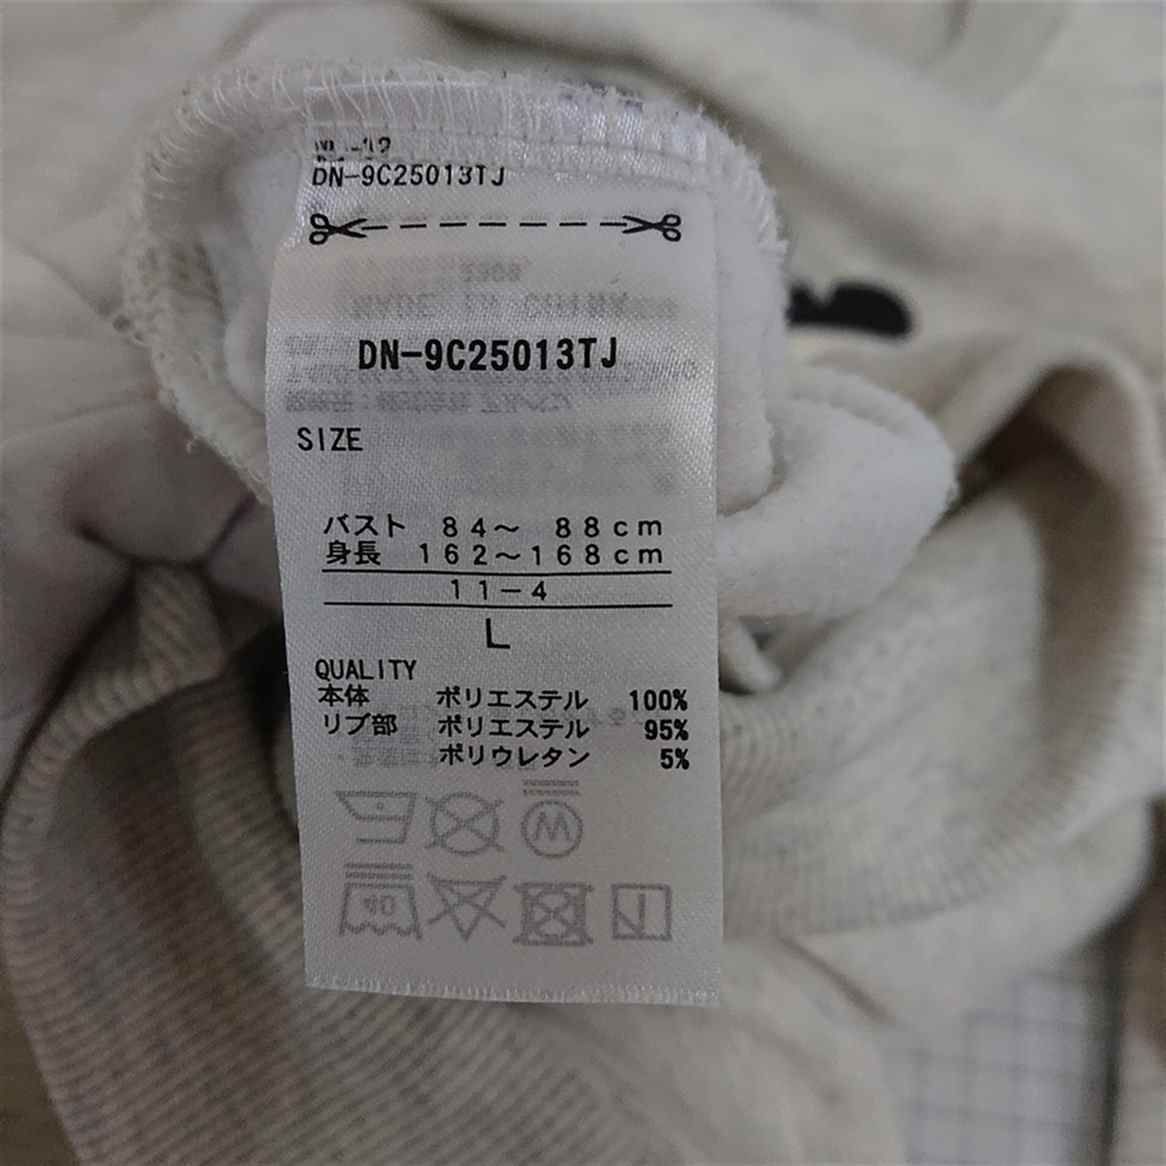 DN-9C25013TJ
DN-9C25013TJ
SIZE
バスト 84～ 88cm
身長 162～168cm
11-4
L
QUALITY
本体 ポリエステル 100%
リブ部 ポリエステル 95%
ポリウレタン 5%
W
40